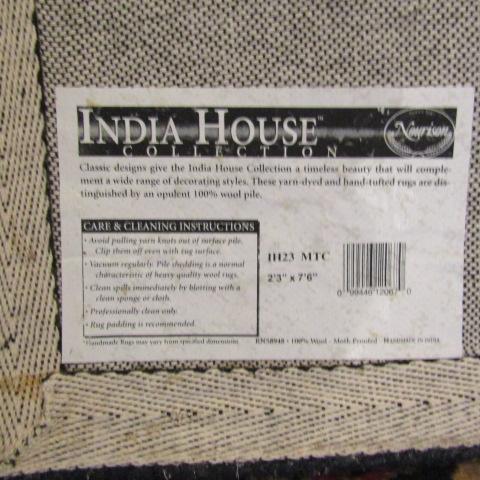 INDIA HOUSE™
COLLECTION
Nourison
Classic designs give the India House Collection a timeless beauty that will comple-
ment a wide range of decorating styles. These yarn-dyed and hand-tufted rugs are dis-
tinguished by an opulent 100% wool pile.
CARE & CLEANING INSTRUCTIONS
• Avoid pulling yarn knots out of surface pile.
Clip them off even with rug surface.
• Vacuum regularly. Pile shedding is a normal
characteristic of heavy quality wool rugs.
• Clean spills immediately by blotting with a
clean sponge or cloth.
• Professionally clean only.
• Rug padding is recommended.
IH23 MTC
2'3" x 7'6"
0 99446 12067 0
*Handmade Rugs may vary from specified dimensions
RN58948 • 100% Wool - Moth Proofed - HANDMADE IN INDIA